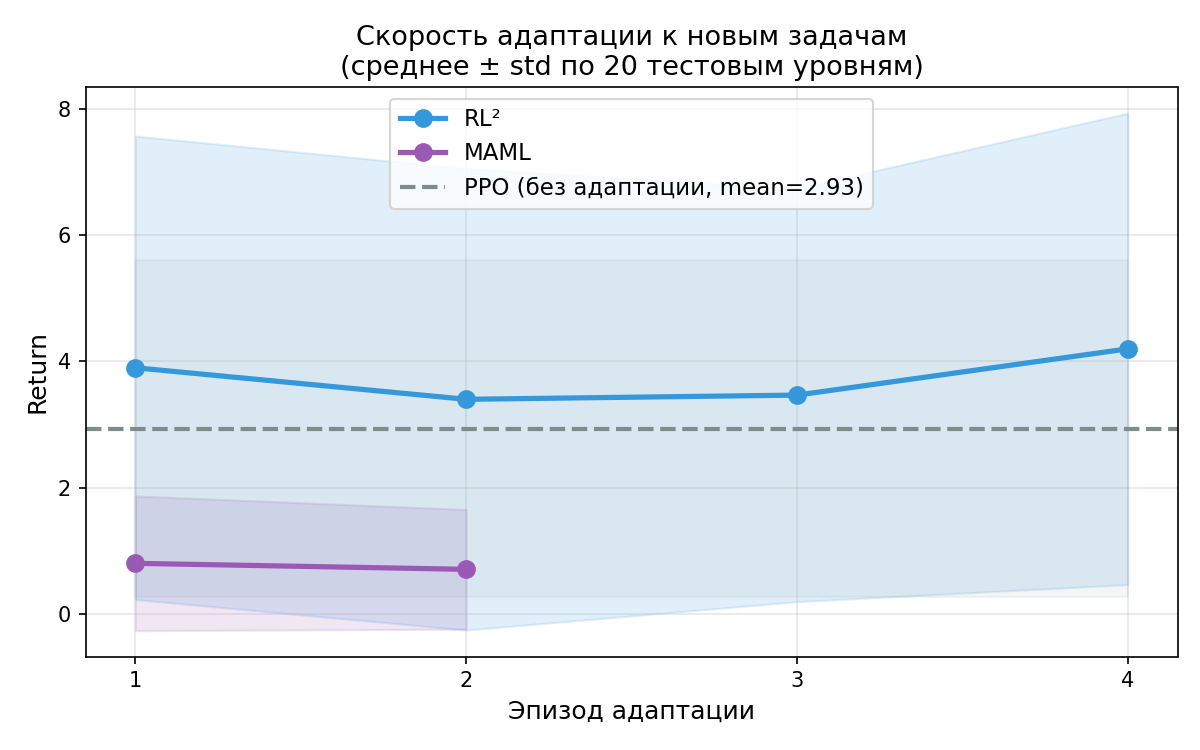 Скорость адаптации к новым задачам
(среднее ± std по 20 тестовым уровням)
RL²
MAML
PPO (без адаптации, mean=2.93)
Return
8
6
4
2
0
1
2
3
4
Эпизод адаптации